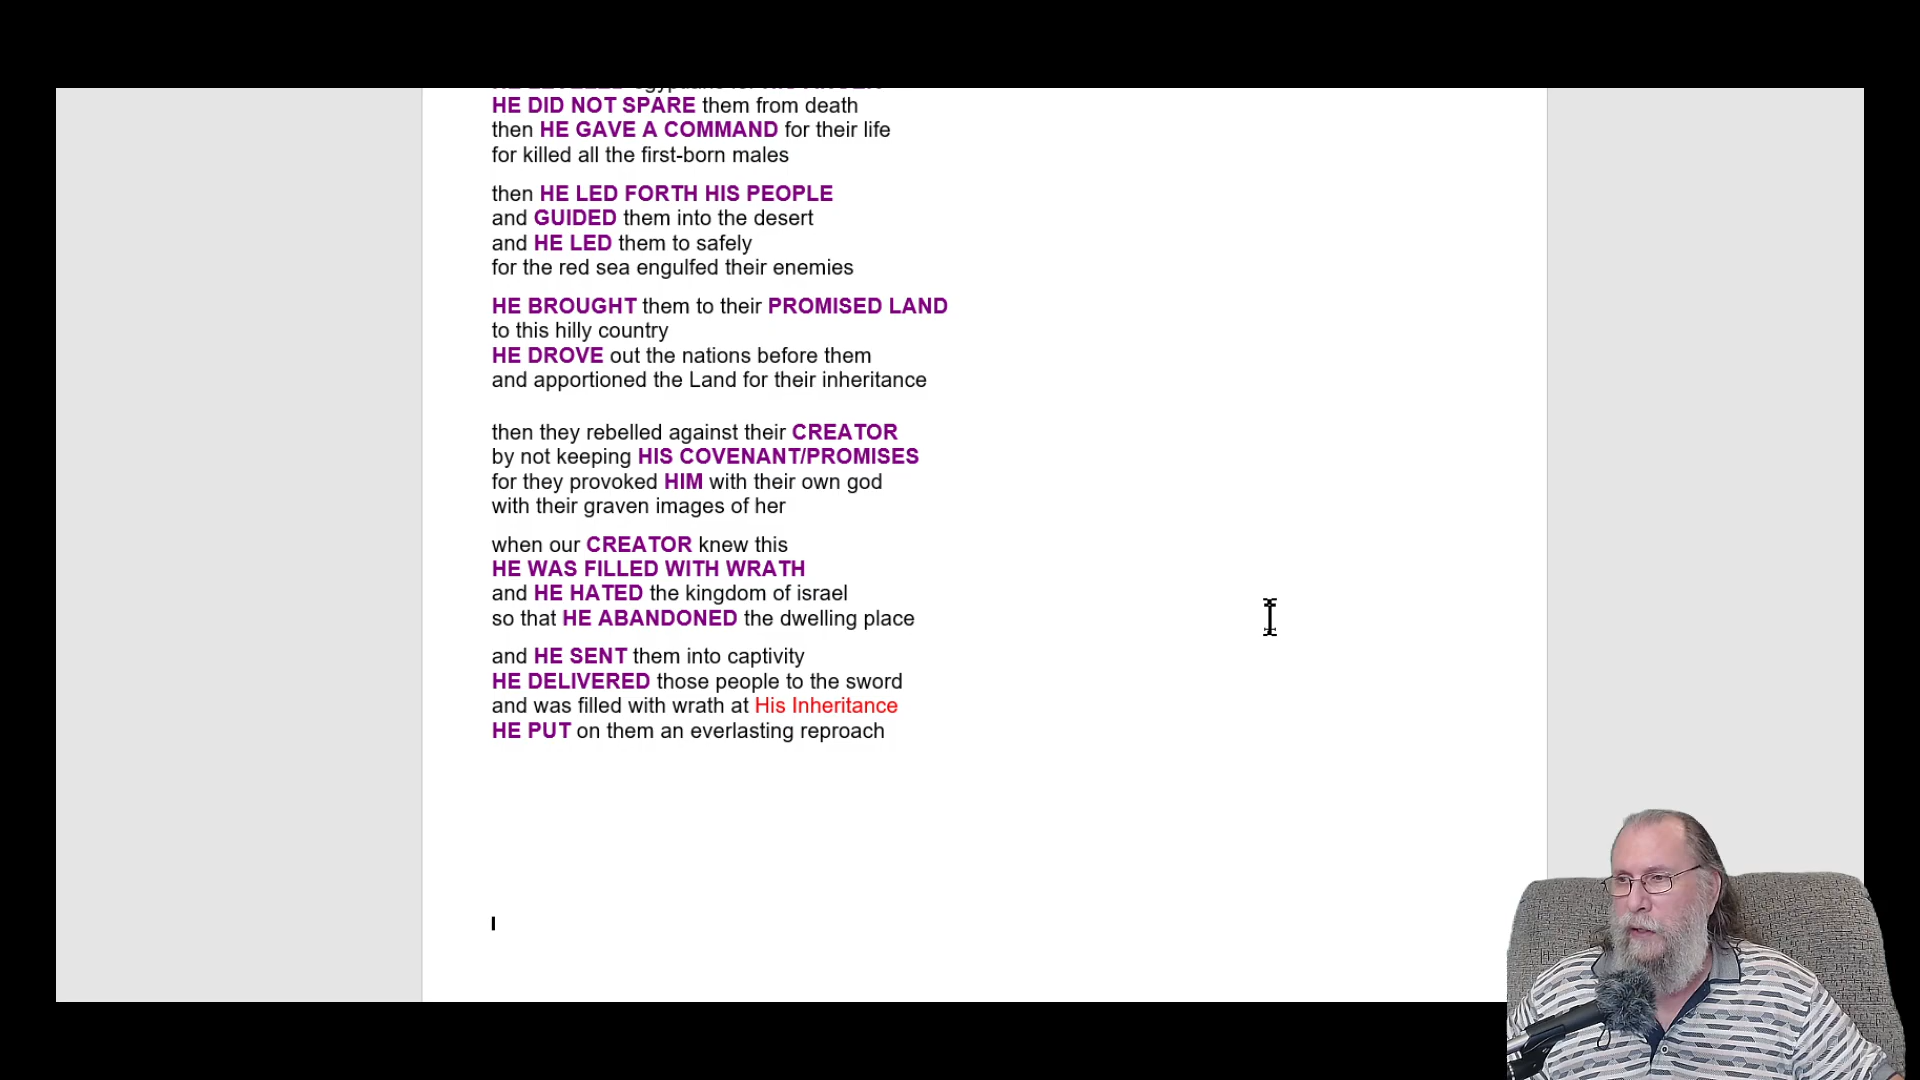 HE DID NOT SPARE them from death
then HE GAVE A COMMAND for their life
for killed all the first-born males
then HE LED FORTH HIS PEOPLE
and GUIDED them into the desert
and HE LED them to safely
for the red sea engulfed their enemies
HE BROUGHT them to their PROMISED LAND
to this hilly country
HE DROVE out the nations before them
and apportioned the Land for their inheritance
then they rebelled against their CREATOR
by not keeping HIS COVENANT/PROMISES
for they provoked HIM with their own god
with their graven images of her
when our CREATOR knew this
HE WAS FILLED WITH WRATH
and HE HATED the kingdom of israel
so that HE ABANDONED the dwelling place
and HE SENT them into captivity
HE DELIVERED those people to the sword
and was filled with wrath at His Inheritance
HE PUT on them an everlasting reproach